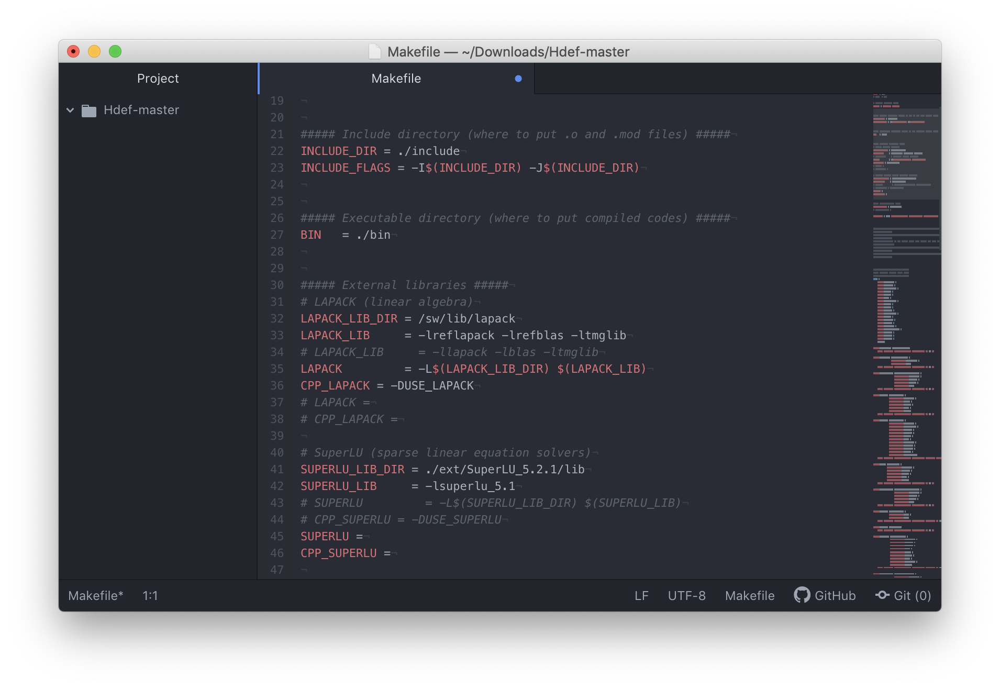 Makefile — ~/Downloads/Hdef-master
Project
Makefile
Hdef-master
19 ¬
20 ¬
21 ##### Include directory (where to put .o and .mod files) #####¬
22 INCLUDE_DIR = ./include¬
23 INCLUDE_FLAGS = -I$(INCLUDE_DIR) -J$(INCLUDE_DIR)¬
24 ¬
25 ¬
26 ##### Executable directory (where to put compiled codes) #####¬
27 BIN   = ./bin¬
28 ¬
29 ¬
30 ##### External libraries #####¬
31 # LAPACK (linear algebra)¬
32 LAPACK_LIB_DIR = /sw/lib/lapack¬
33 LAPACK_LIB     = -lreflapack -lrefblas -ltmglib¬
34 # LAPACK_LIB     = -llapack -lblas -ltmglib¬
35 LAPACK         = -L$(LAPACK_LIB_DIR) $(LAPACK_LIB)¬
36 CPP_LAPACK = -DUSE_LAPACK¬
37 # LAPACK =¬
38 # CPP_LAPACK =¬
39 ¬
40 # SuperLU (sparse linear equation solvers)¬
41 SUPERLU_LIB_DIR = ./ext/SuperLU_5.2.1/lib¬
42 SUPERLU_LIB     = -lsuperlu_5.1¬
43 # SUPERLU         = -L$(SUPERLU_LIB_DIR) $(SUPERLU_LIB)¬
44 # CPP_SUPERLU = -DUSE_SUPERLU¬
45 SUPERLU =¬
46 CPP_SUPERLU =¬
47 ¬
Makefile* 1:1 LF UTF-8 Makefile GitHub Git (0)